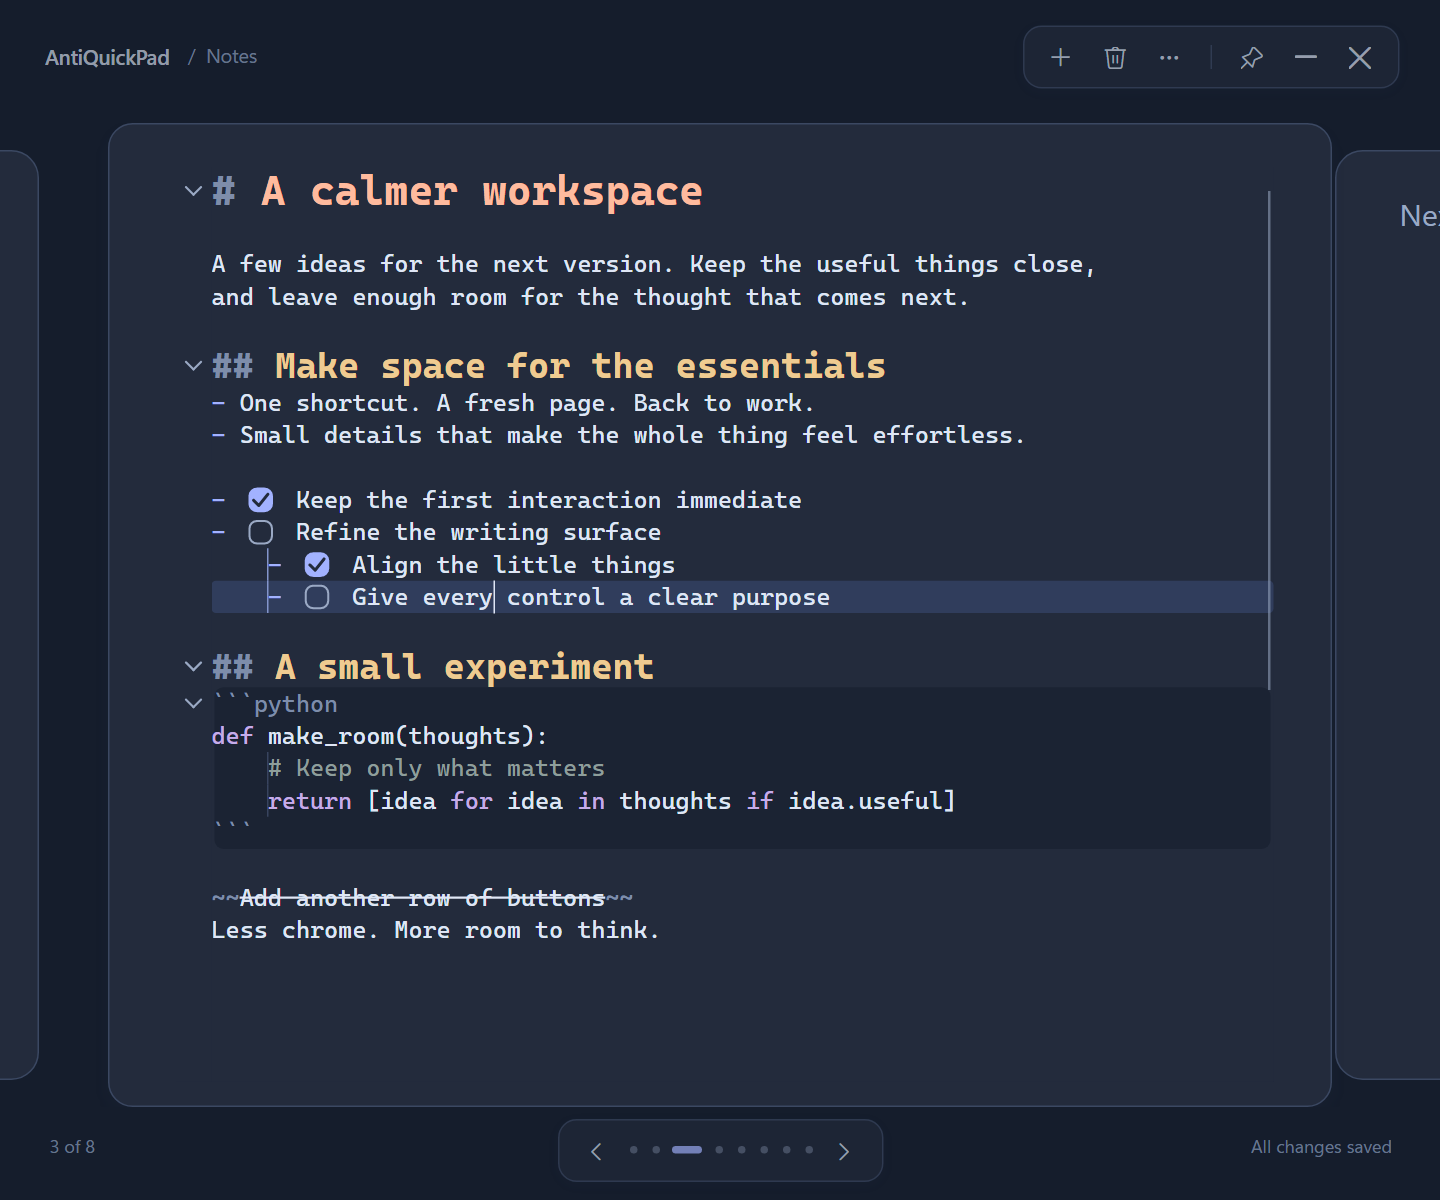 AntiQuickPad / Notes
# A calmer workspace
A few ideas for the next version. Keep the useful things close,
and leave enough room for the thought that comes next.
## Make space for the essentials
- One shortcut. A fresh page. Back to work.
- Small details that make the whole thing feel effortless.
- Keep the first interaction immediate
- Refine the writing surface
- Align the little things
- Give every control a clear purpose
## A small experiment
```python
def make_room(thoughts):
    # Keep only what matters
    return [idea for idea in thoughts if idea.useful]
```
~~Add another row of buttons~~
Less chrome. More room to think.
3 of 8
All changes saved